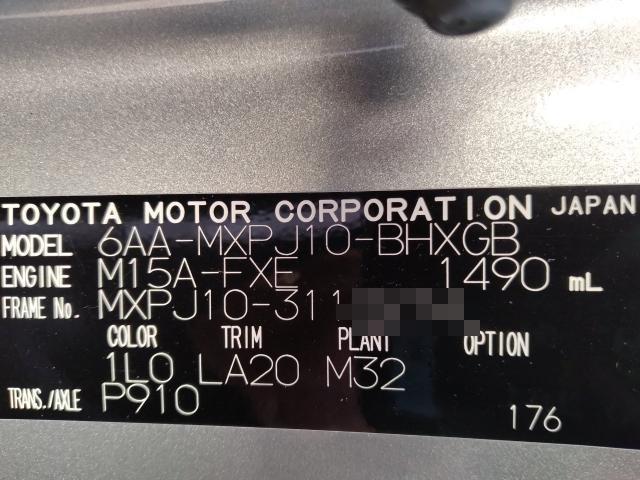 TOYOTA MOTOR CORPORATION JAPAN
MODEL 6AA-MXPJ10-BHXGB
ENGINE M15A-FXE 1490 mL
FRAME No. MXPJ10-311
COLOR TRIM PLANT OPTION
1L0 LA20 M32
TRANS./AXLE P910
176